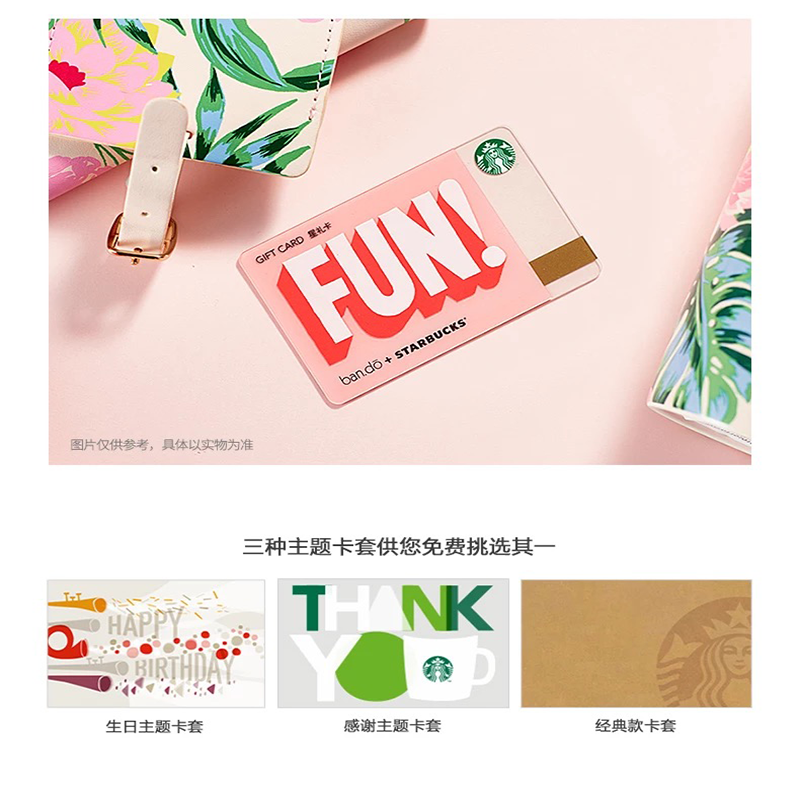 GIFT CARD 星礼卡
FUN!
ban.dō + STARBUCKS
图片仅供参考，具体以实物为准
三种主题卡套供您免费挑选其一
HAPPY
BIRTHDAY
THANK
YOU
生日主题卡套
感谢主题卡套
经典款卡套